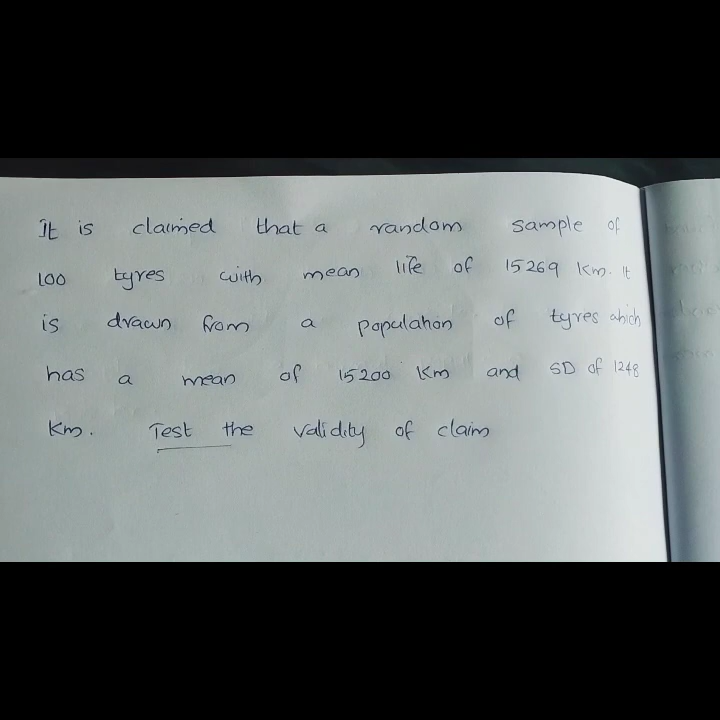 It is claimed that a random sample of
100 tyres with mean life of 15269 Km. It
is drawn from a population of tyres which
has a mean of 15200 Km and SD of 1248
Km. Test the validity of claim